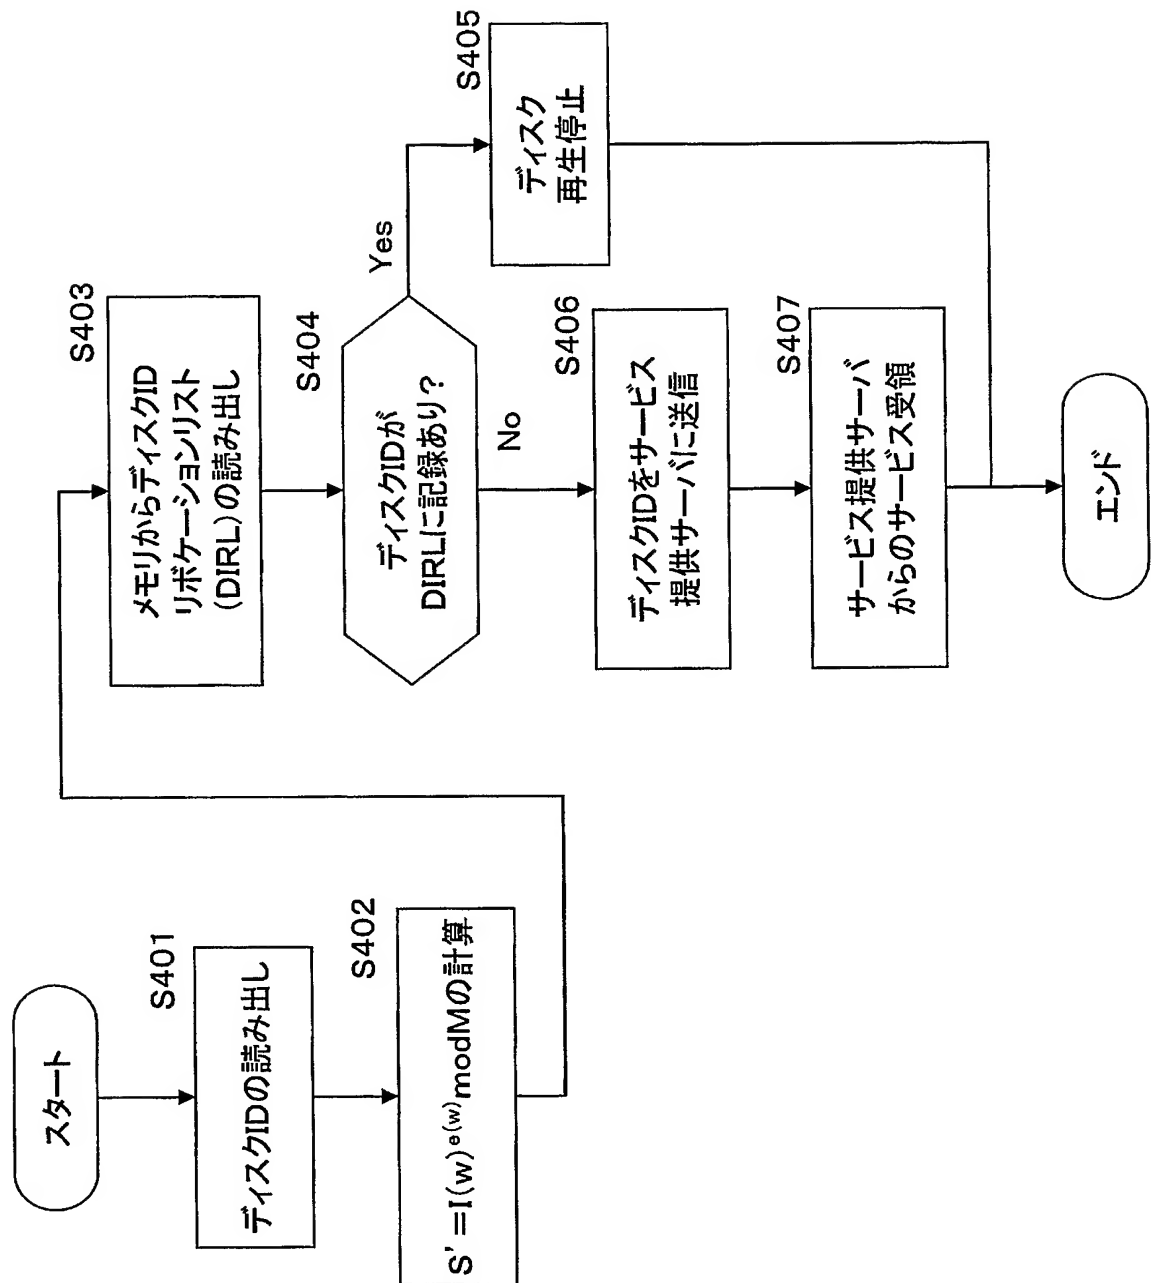 スタート
S401
ディスクIDの読み出し
S402
S'=I(w)^e(w)modMの計算
S403
メモリからディスクID
リボケーションリスト
(DIRL)の読み出し
S404
ディスクIDが
DIRLに記録あり?
Yes
S405
ディスク
再生停止
No
S406
ディスクIDをサービス
提供サーバに送信
S407
サービス提供サーバ
からのサービス受領
エンド